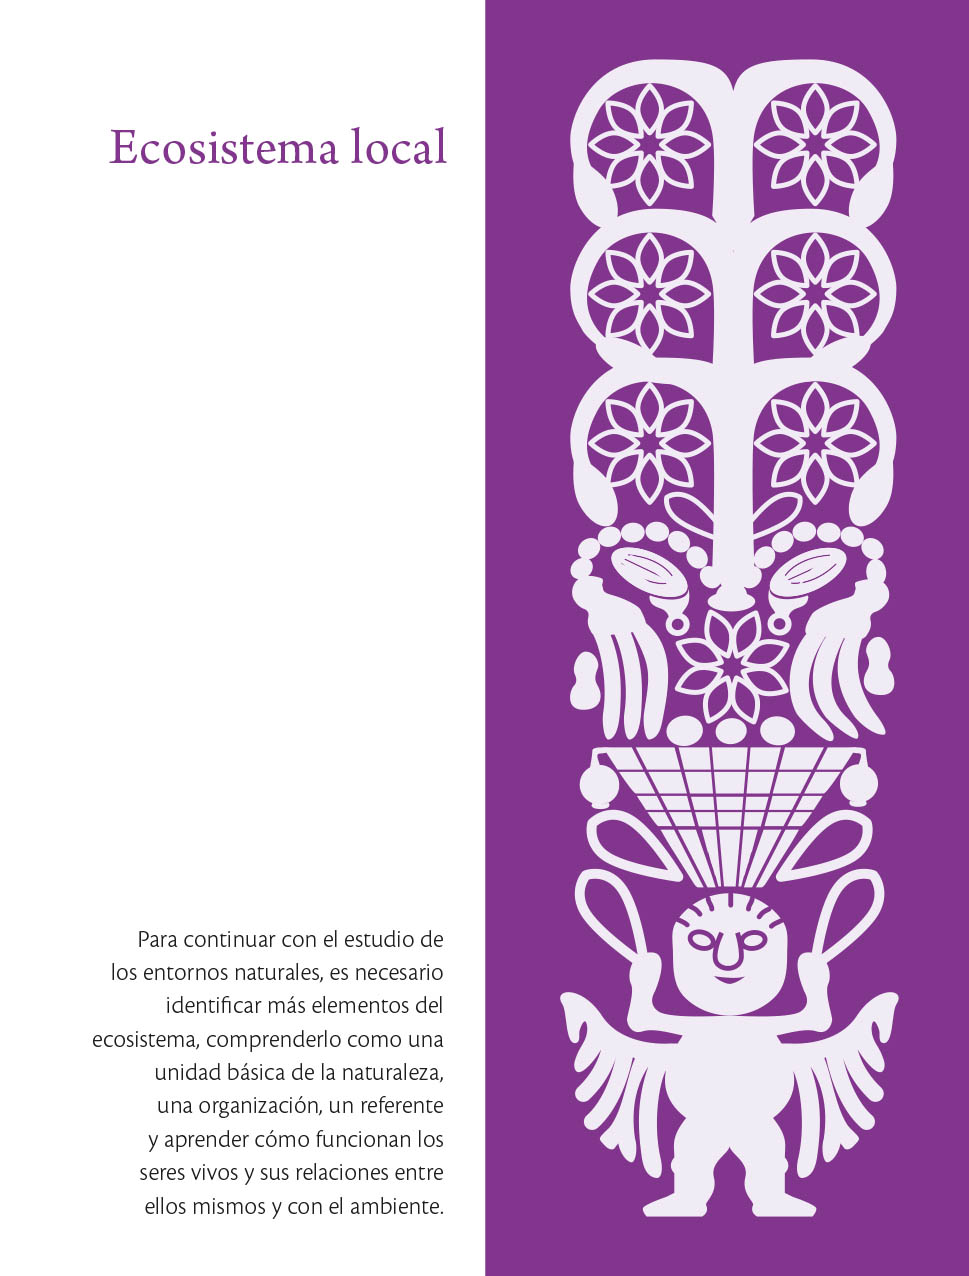 Ecosistema local
Para continuar con el estudio de
los entornos naturales, es necesario
identificar más elementos del
ecosistema, comprenderlo como una
unidad básica de la naturaleza,
una organización, un referente
y aprender cómo funcionan los
seres vivos y sus relaciones entre
ellos mismos y con el ambiente.